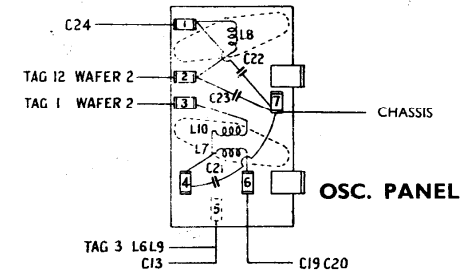 C24
1
L8
C22
TAG 12 WAFER 2
2
TAG 1 WAFER 2
3
C23
7
CHASSIS
L10
L7
C21
4
6
OSC. PANEL
5
TAG 3 L6 L9
C13
C19 C20